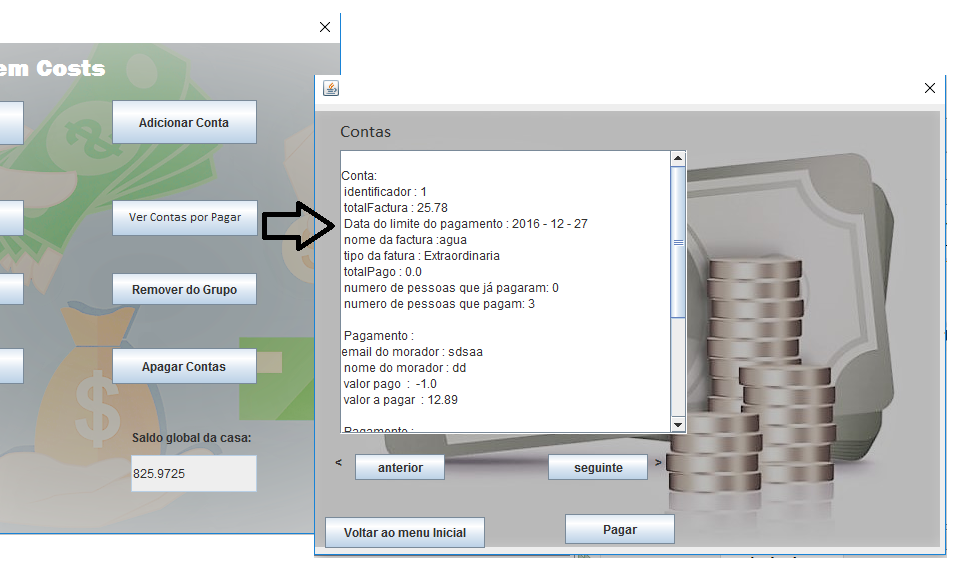 em Costs
Adicionar Conta
Ver Contas por Pagar
Remover do Grupo
Apagar Contas
Saldo global da casa:
825.9725
Contas
Conta:
identificador : 1
totalFactura : 25.78
Data do limite do pagamento : 2016 - 12 - 27
nome da factura :agua
tipo da fatura : Extraordinaria
totalPago : 0.0
numero de pessoas que já pagaram: 0
numero de pessoas que pagam: 3
Pagamento :
email do morador : sdsaa
nome do morador : dd
valor pago : -1.0
valor a pagar : 12.89
Pagamento :
< anterior seguinte >
Voltar ao menu Inicial Pagar